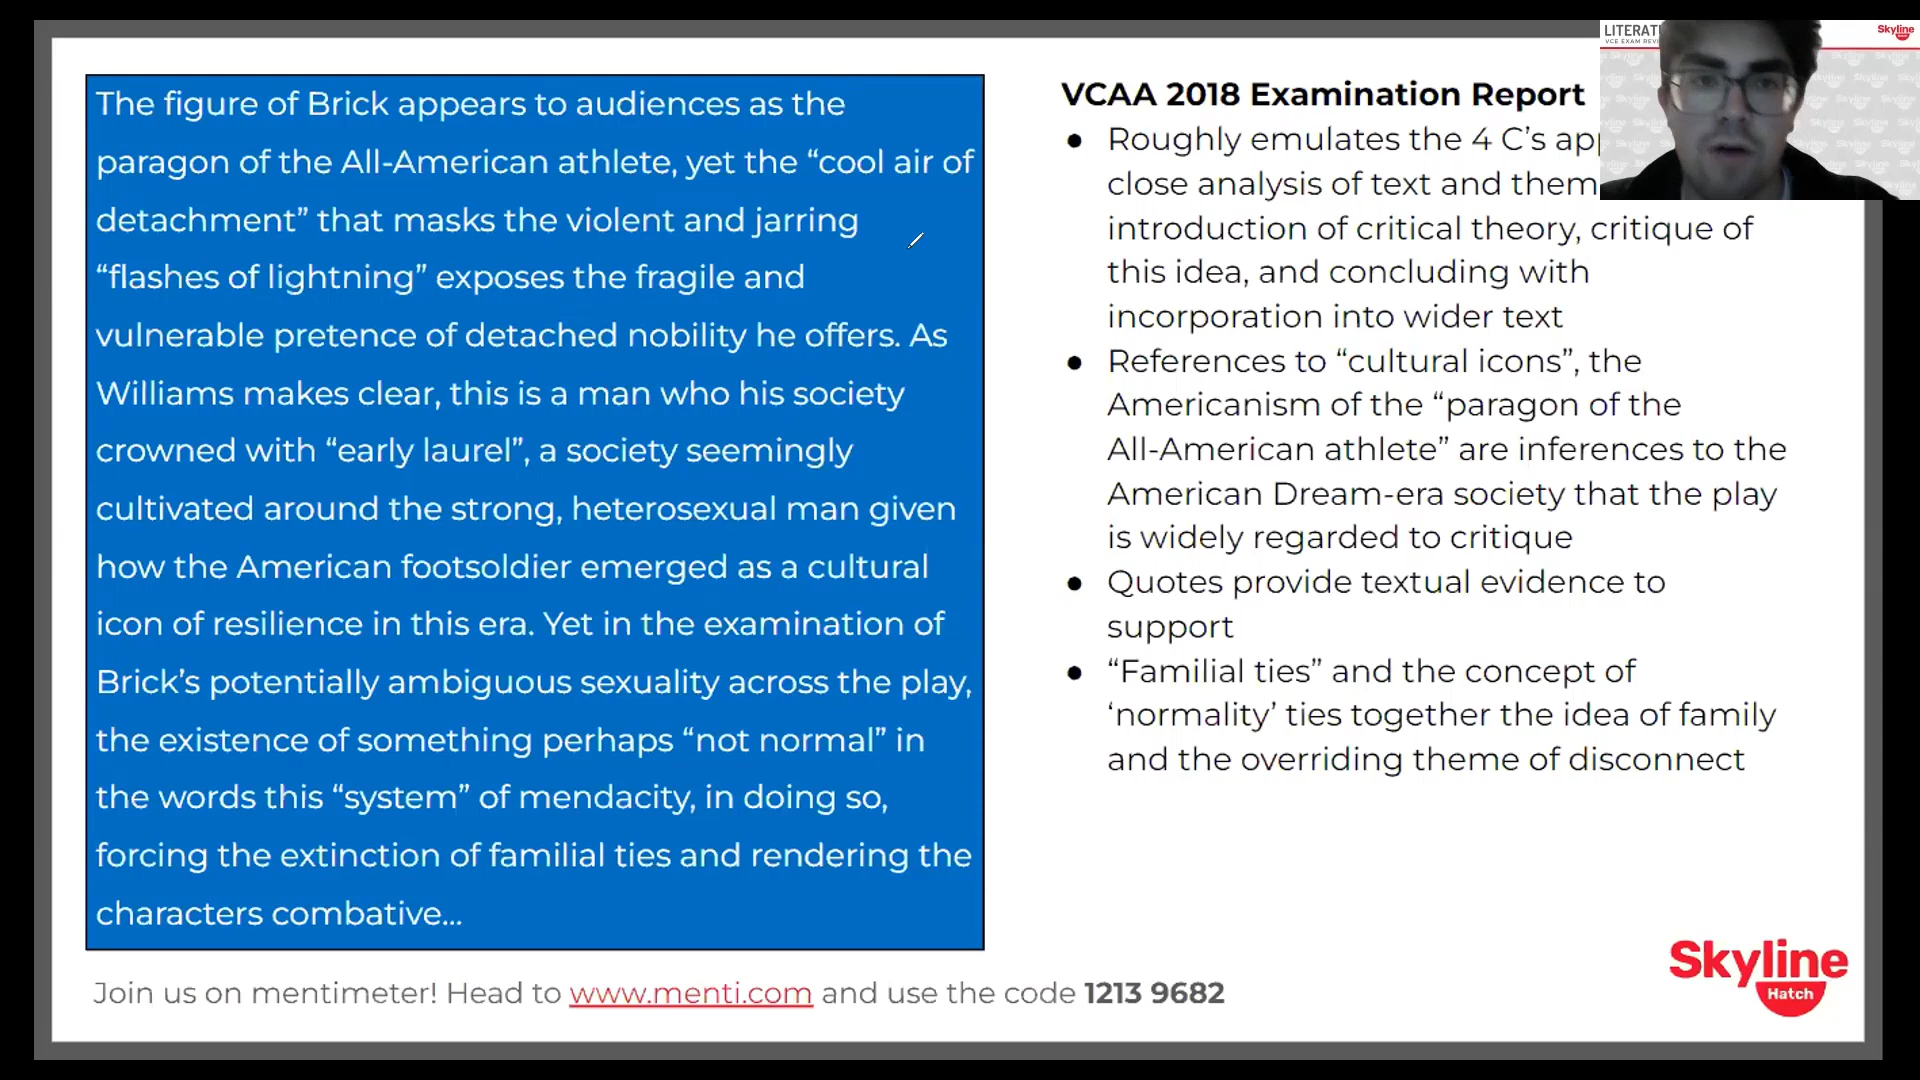 The figure of Brick appears to audiences as the
paragon of the All-American athlete, yet the “cool air of
detachment” that masks the violent and jarring
“flashes of lightning” exposes the fragile and
vulnerable pretence of detached nobility he offers. As
Williams makes clear, this is a man who his society
crowned with “early laurel”, a society seemingly
cultivated around the strong, heterosexual man given
how the American footsoldier emerged as a cultural
icon of resilience in this era. Yet in the examination of
Brick’s potentially ambiguous sexuality across the play,
the existence of something perhaps “not normal” in
the words this “system” of mendacity, in doing so,
forcing the extinction of familial ties and rendering the
characters combative...
VCAA 2018 Examination Report
● Roughly emulates the 4 C’s
close analysis of text and
introduction of critical theory, critique of
this idea, and concluding with
incorporation into wider text
● References to “cultural icons”, the
Americanism of the “paragon of the
All-American athlete” are inferences to the
American Dream-era society that the play
is widely regarded to critique
● Quotes provide textual evidence to
support
● “Familial ties” and the concept of
‘normality’ ties together the idea of family
and the overriding theme of disconnect
Skyline
Skyline
Hatch
Join us on mentimeter! Head to www.menti.com and use the code 1213 9682